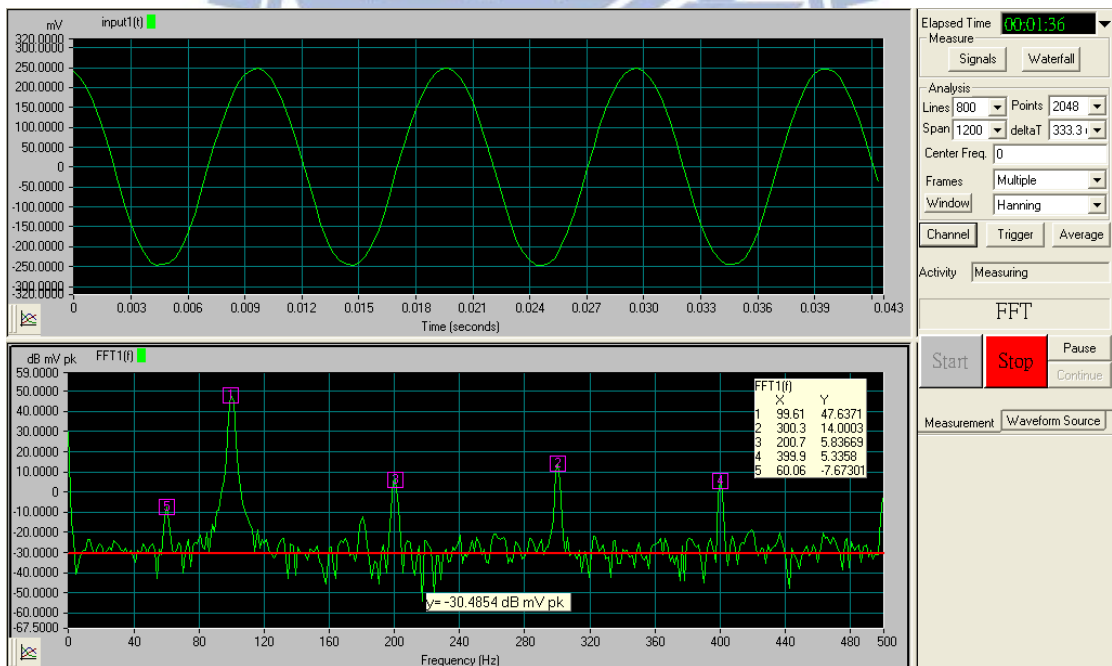 mV input1(t)
320.0000
300.0000
250.0000
200.0000
150.0000
100.0000
50.0000
0
-50.0000
-100.0000
-150.0000
-200.0000
-250.0000
-300.0000
-320.0000
0 0.003 0.006 0.009 0.012 0.015 0.018 0.021 0.024 0.027 0.030 0.033 0.036 0.039 0.043
Time (seconds)
dB mV pk FFT1(f)
59.0000
50.0000
40.0000
30.0000
20.0000
10.0000
0
-10.0000
-20.0000
-30.0000
-40.0000
-50.0000
-60.0000
-67.5000
1
5
3
2
4
FFT1(f)
X Y
1 99.61 47.6371
2 300.3 14.0003
3 200.7 5.83669
4 399.9 5.3358
5 60.06 -7.67301
y= -30.4854 dB mV pk
0 40 80 120 160 200 240 280 320 360 400 440 480 500
Frequency (Hz)
Elapsed Time 00:01:36
Measure
Signals Waterfall
Analysis
Lines 800 Points 2048
Span 1200 deltaT 333.3
Center Freq. 0
Frames Multiple
Window Hanning
Channel Trigger Average
Activity Measuring
FFT
Start Stop Pause
Continue
Measurement Waveform Source